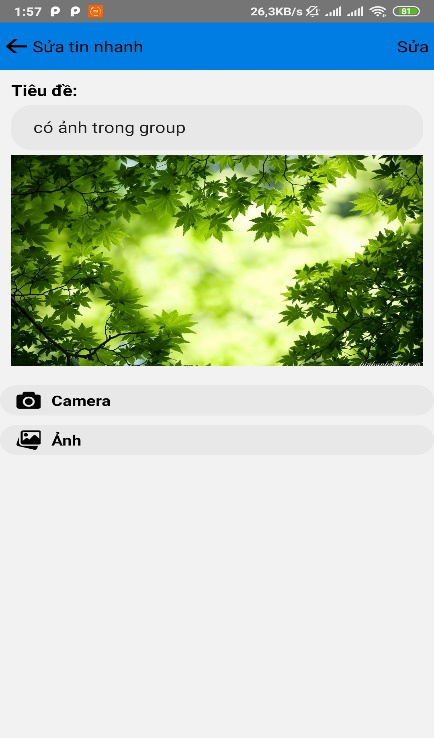 1:57
26,3KB/s
81
Sửa tin nhanh
Sửa
Tiêu đề:
có ảnh trong group
Camera
Ảnh